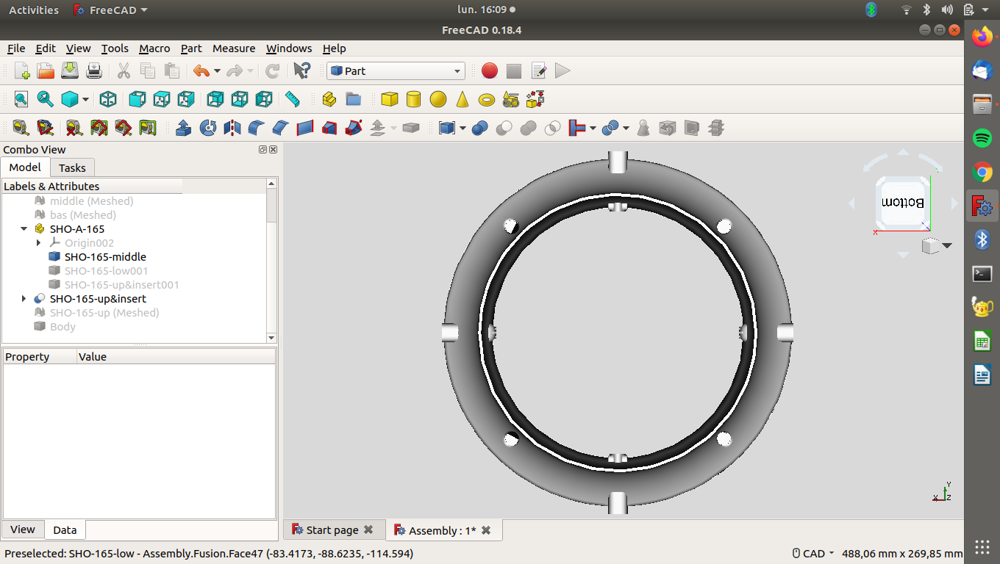 Activities FreeCAD lun. 16:09
FreeCAD 0.18.4
File Edit View Tools Macro Part Measure Windows Help
Part
Combo View
Model Tasks
Labels & Attributes
middle (Meshed)
bas (Meshed)
SHO-A-165
Origin002
SHO-165-middle
SHO-165-low001
SHO-165-up&insert001
SHO-165-up&insert
SHO-165-up (Meshed)
Body
Property Value
View Data
Bottom
X
Y
X Z
Start page Assembly : 1*
Preselected: SHO-165-low - Assembly.Fusion.Face47 (-83.4173, -88.6235, -114.594) CAD 488,06 mm x 269,85 mm